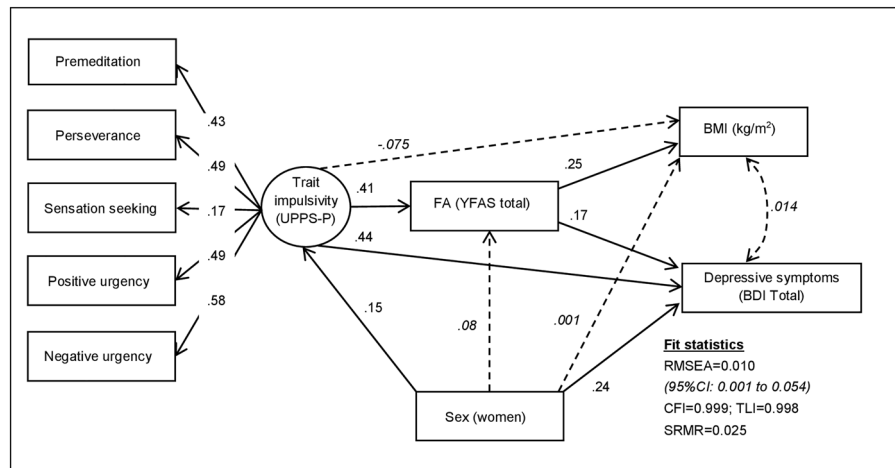 Premeditation
Perseverance
Sensation seeking
Positive urgency
Negative urgency
.43
.49
.17
.49
.58
Trait
impulsivity
(UPPS-P)
-.075
.41
.44
.15
FA (YFAS total)
.25
.17
.08
.001
.24
Sex (women)
BMI (kg/m²)
.014
Depressive symptoms
(BDI Total)
Fit statistics
RMSEA=0.010
(95%CI: 0.001 to 0.054)
CFI=0.999; TLI=0.998
SRMR=0.025